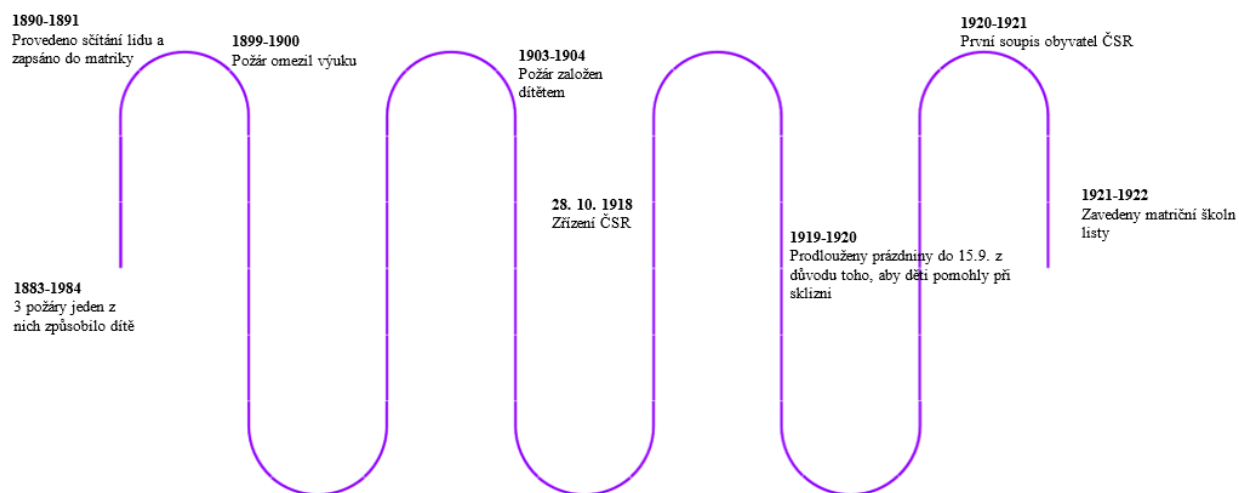 1890-1891
Provedeno sčítání lidu a
zapsáno do matriky
1899-1900
Požár omezil výuku
1903-1904
Požár založen
dítětem
1920-1921
První soupis obyvatel ČSR
28. 10. 1918
Zřízení ČSR
1921-1922
Zavedeny matriční školn
listy
1919-1920
Prodlouženy prázdniny do 15.9. z
důvodu toho, aby děti pomohly při
sklizni
1883-1984
3 požáry jeden z
nich způsobilo dítě